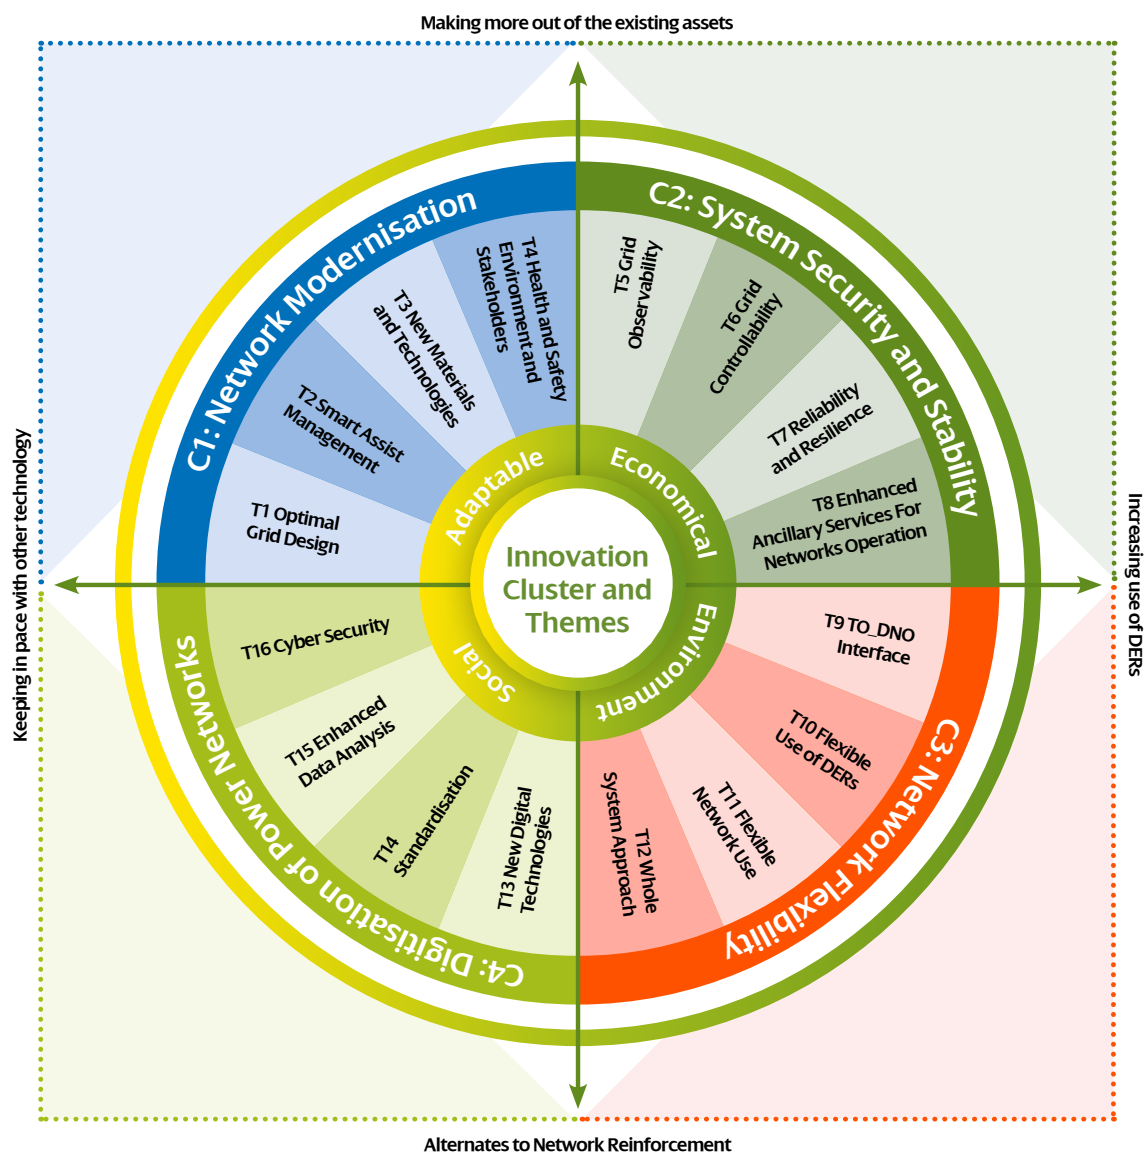 Making more out of the existing assets
C1: Network Modernisation
T1 Optimal
Grid Design
T2 Smart Assist
Management
T3 New Materials
and Technologies
T4 Health and Safety
Environment and
Stakeholders
C2: System Security and Stability
T5 Grid
Observability
T6 Grid
Controllability
T7 Reliability
and Resilience
T8 Enhanced
Ancillary Services For
Networks Operation
Keeping in pace with other technology
Increasing use of DERs
Adaptable
Economical
Innovation
Cluster and
Themes
Social
Environment
C3: Network Flexibility
T9 TO_DNO
Interface
T10 Flexible
Use of DERs
T11 Flexible
Network Use
T12 Whole
System Approach
C4: Digitisation of Power Networks
T13 New Digital
Technologies
T14
Standardisation
T15 Enhanced
Data Analysis
T16 Cyber Security
Alternates to Network Reinforcement